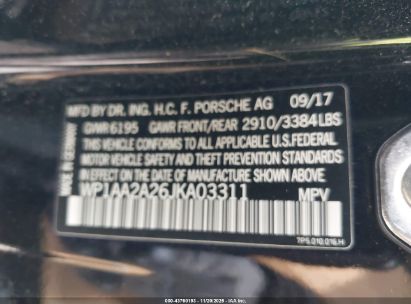 MFD. BY DR. ING. H.C. F. PORSCHE AG 09/17
GVWR 6195 GAWR FRONT/REAR 2910/3384LBS
THIS VEHICLE CONFORMS TO ALL APPLICABLE U.S.FEDERAL
MOTOR VEHICLE SAFETY AND THEFT PREVENTION STANDARDS
IN EFFECT ON THE DATE OF MANUFACTURE SHOWN ABOVE.
WP1AA2A26JKA03311 MPV
MADE IN GERMANY
7P5.010.016.H